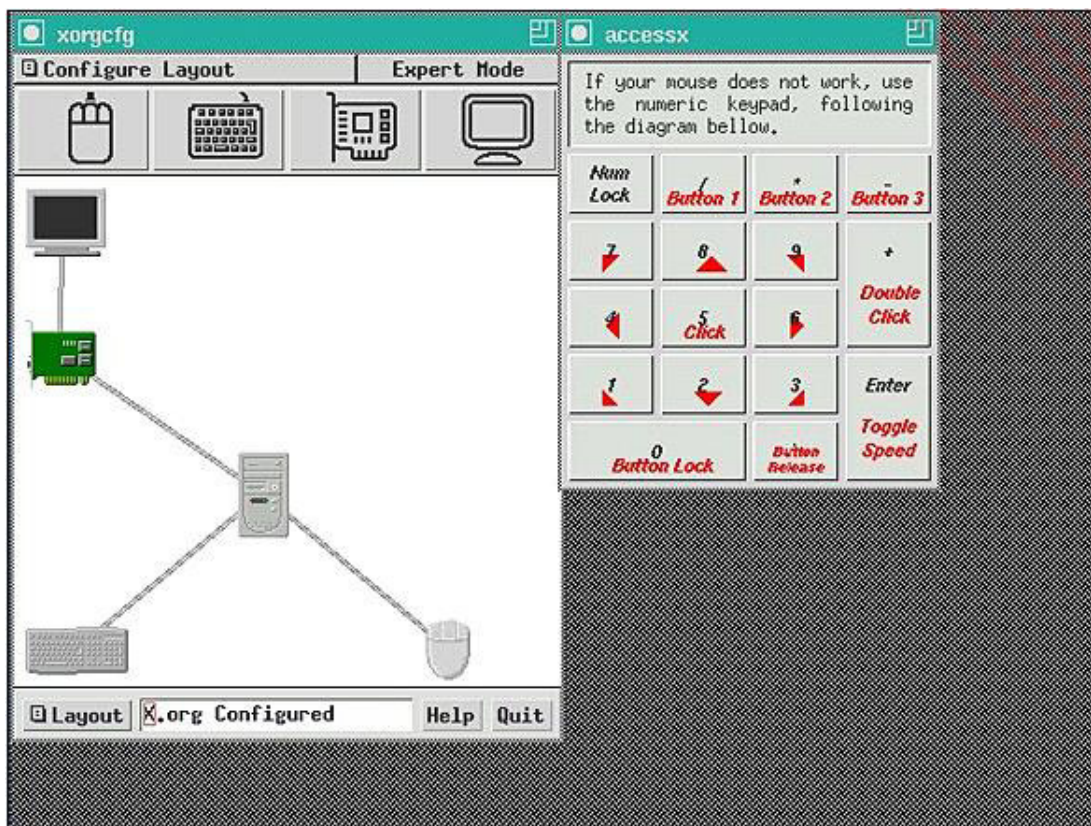 xorgcfg
Configure Layout
Expert Mode
Layout
X.org Configured
Help
Quit
accessx
If your mouse does not work, use
the numeric keypad, following
the diagram bellow.
Num
Lock
/
Button 1
*
Button 2
-
Button 3
7
8
9
+
Double
Click
4
5
Click
6
1
2
3
Enter
Toggle
Speed
0
Button Lock
.
Button
Release